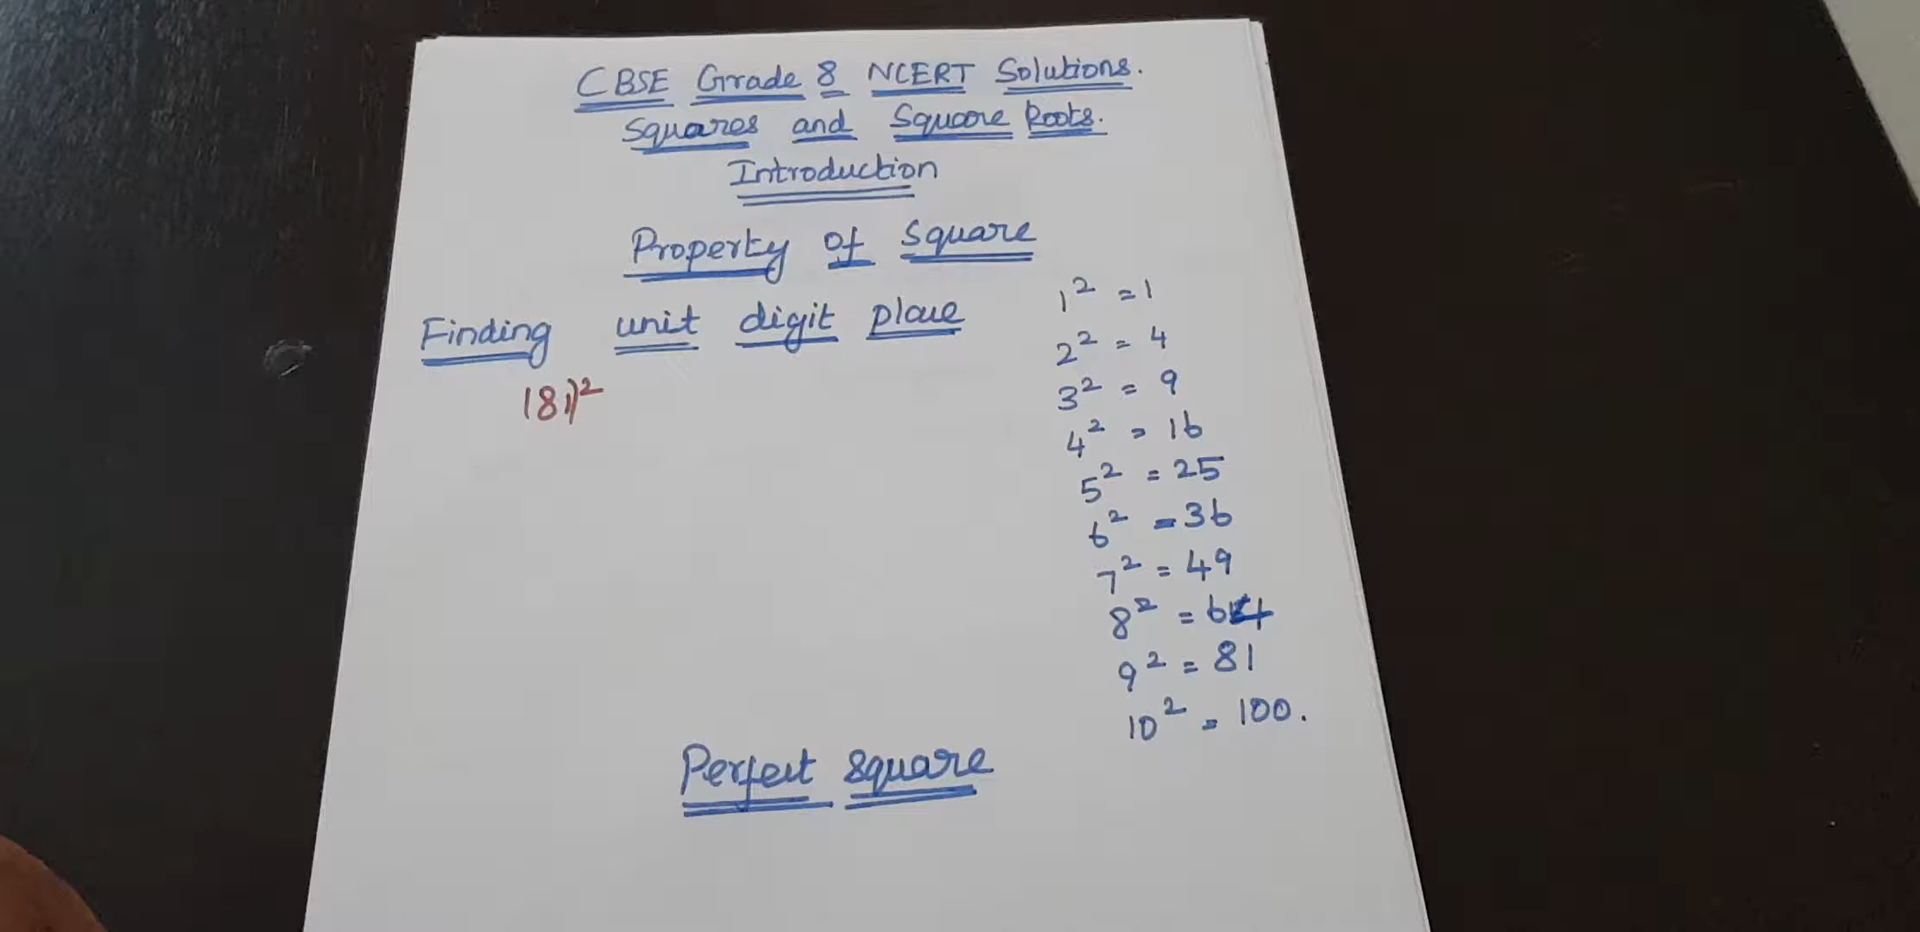 CBSE Grade 8 NCERT Solutions.
Squares and Square Roots.
Introduction
Property of Square
Finding unit digit place
(81)²
1² = 1
2² = 4
3² = 9
4² = 16
5² = 25
6² = 36
7² = 49
8² = 64
9² = 81
10² = 100.
Perfect square